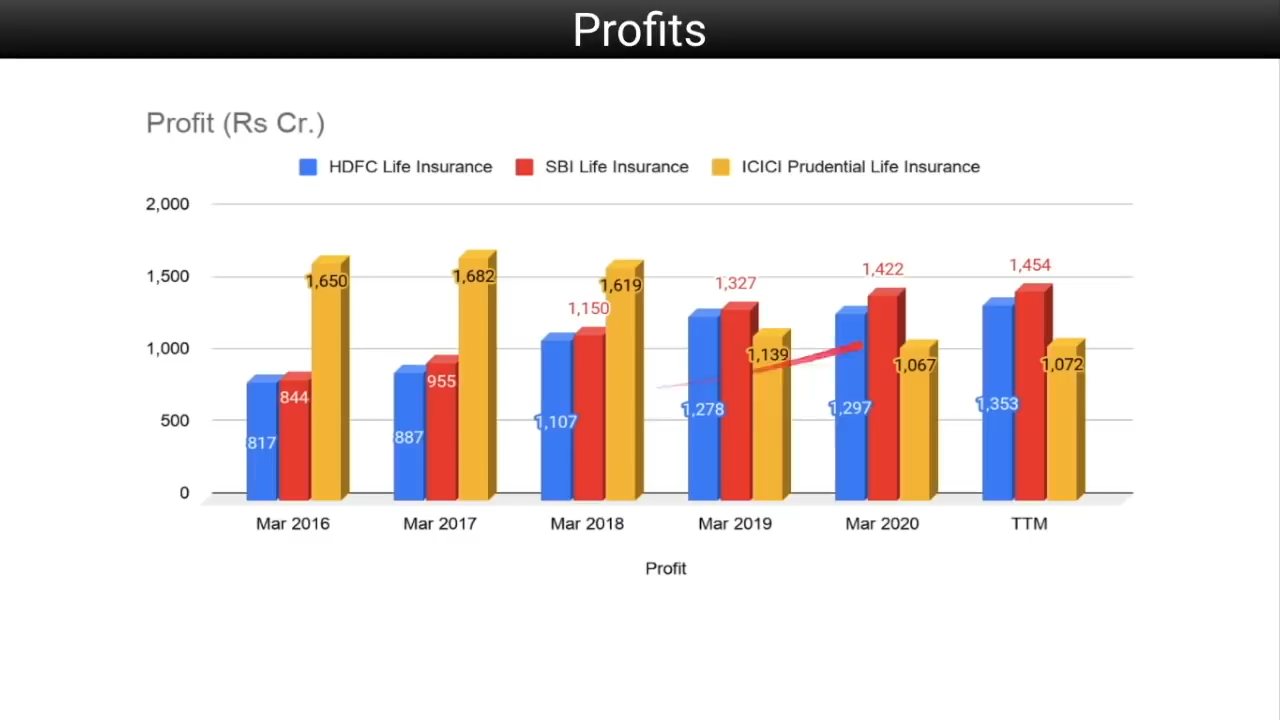 Profits
Profit (Rs Cr.)
HDFC Life Insurance SBI Life Insurance ICICI Prudential Life Insurance
2,000
1,500
1,000
500
0
817 844 1,650
887 955 1,682
1,107 1,150 1,619
1,278 1,327 1,139
1,297 1,422 1,067
1,353 1,454 1,072
Mar 2016 Mar 2017 Mar 2018 Mar 2019 Mar 2020 TTM
Profit